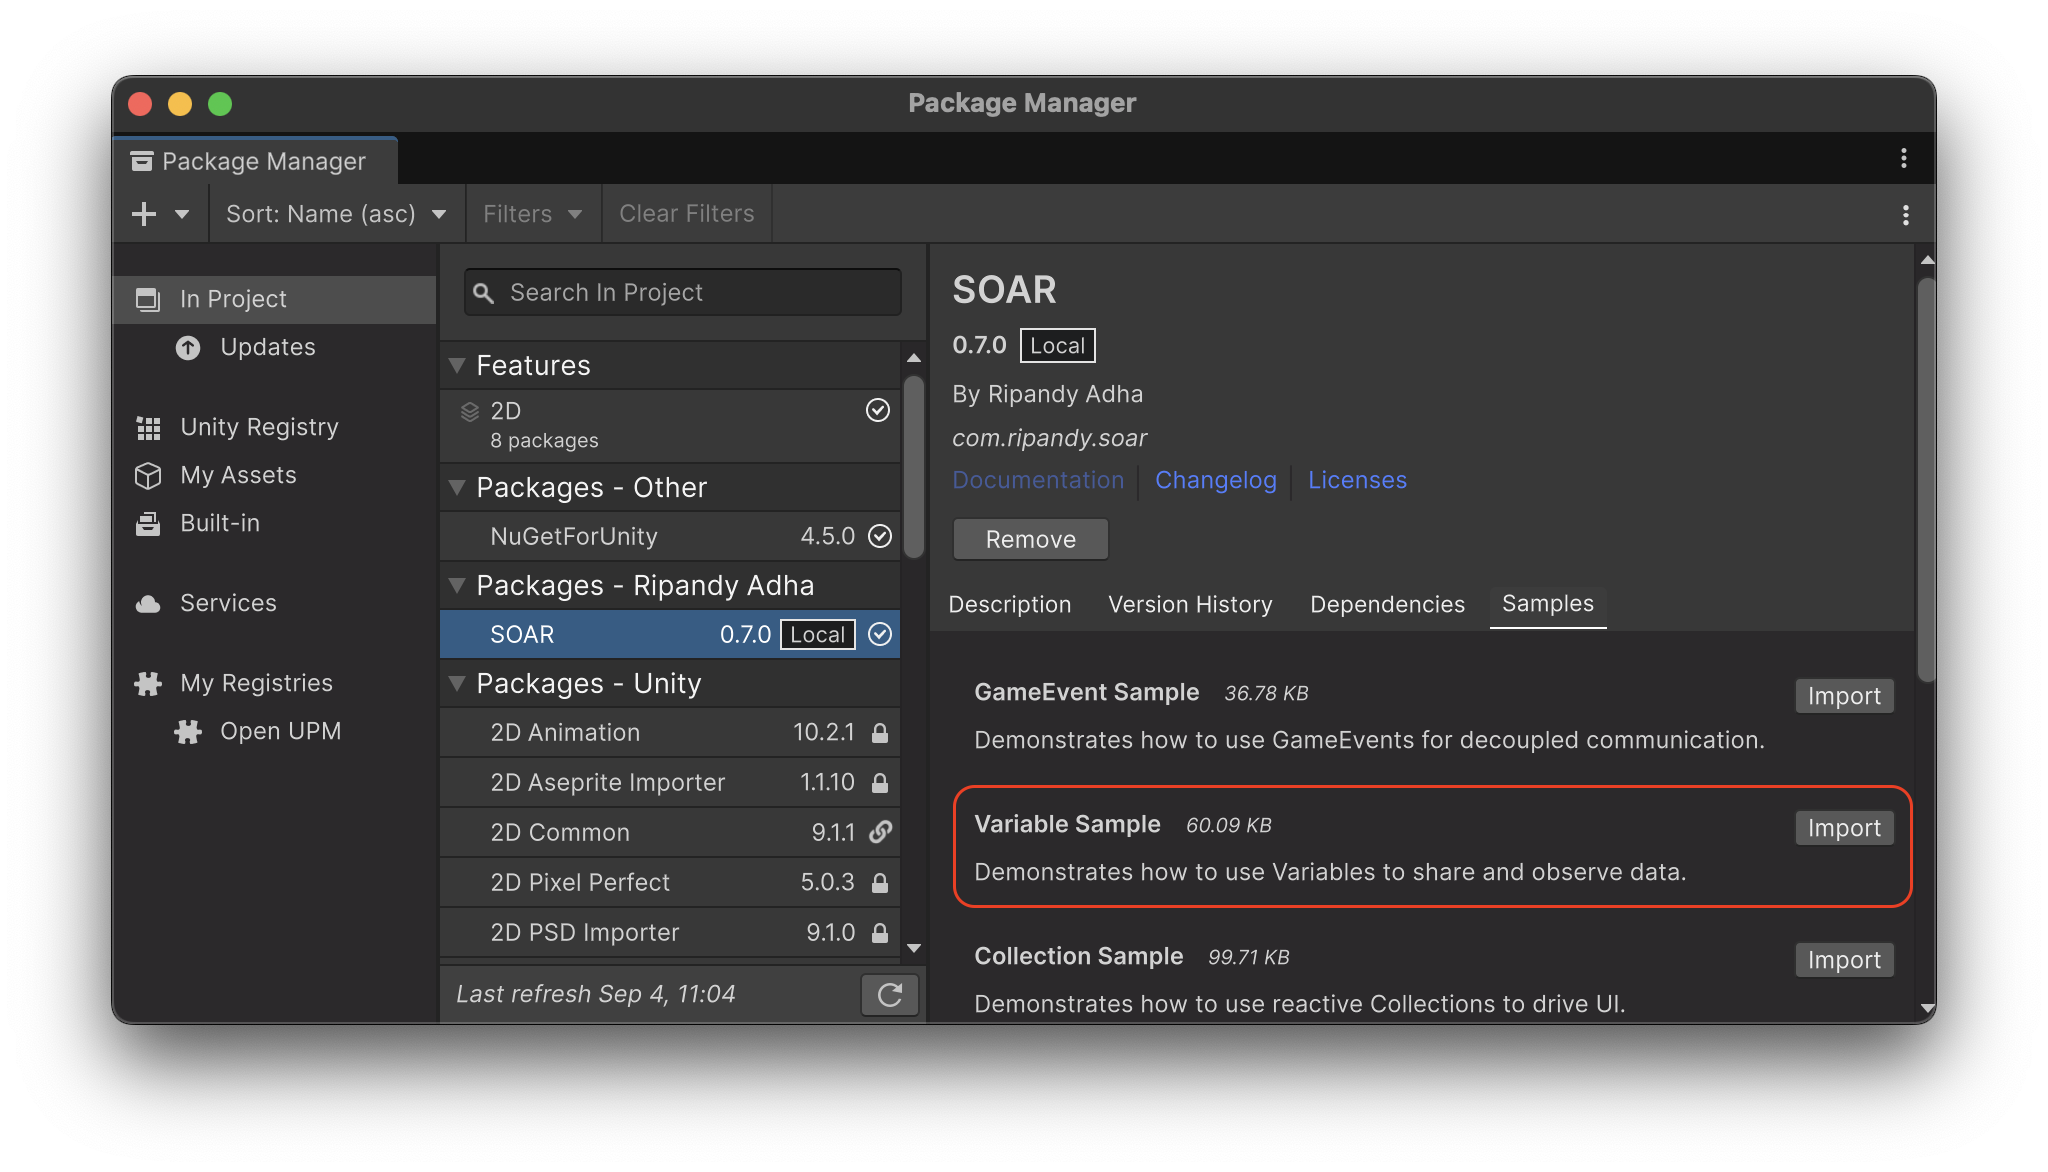 Package Manager
Package Manager
Sort: Name (asc)
Filters
Clear Filters
In Project
Updates
Unity Registry
My Assets
Built-in
Services
My Registries
Open UPM
Search In Project
Features
2D
8 packages
Packages - Other
NuGetForUnity 4.5.0
Packages - Ripandy Adha
SOAR 0.7.0 Local
Packages - Unity
2D Animation 10.2.1
2D Aseprite Importer 1.1.10
2D Common 9.1.1
2D Pixel Perfect 5.0.3
2D PSD Importer 9.1.0
Last refresh Sep 4, 11:04
SOAR
0.7.0 Local
By Ripandy Adha
com.ripandy.soar
Documentation Changelog Licenses
Remove
Description Version History Dependencies Samples
GameEvent Sample 36.78 KB Import
Demonstrates how to use GameEvents for decoupled communication.
Variable Sample 60.09 KB Import
Demonstrates how to use Variables to share and observe data.
Collection Sample 99.71 KB Import
Demonstrates how to use reactive Collections to drive UI.